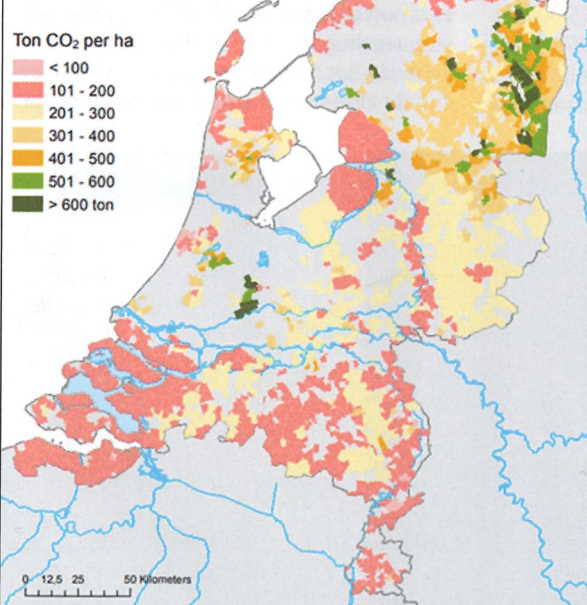 Ton CO₂ per ha
< 100
101 - 200
201 - 300
301 - 400
401 - 500
501 - 600
> 600 ton
0 12,5 25 50 Kilometers